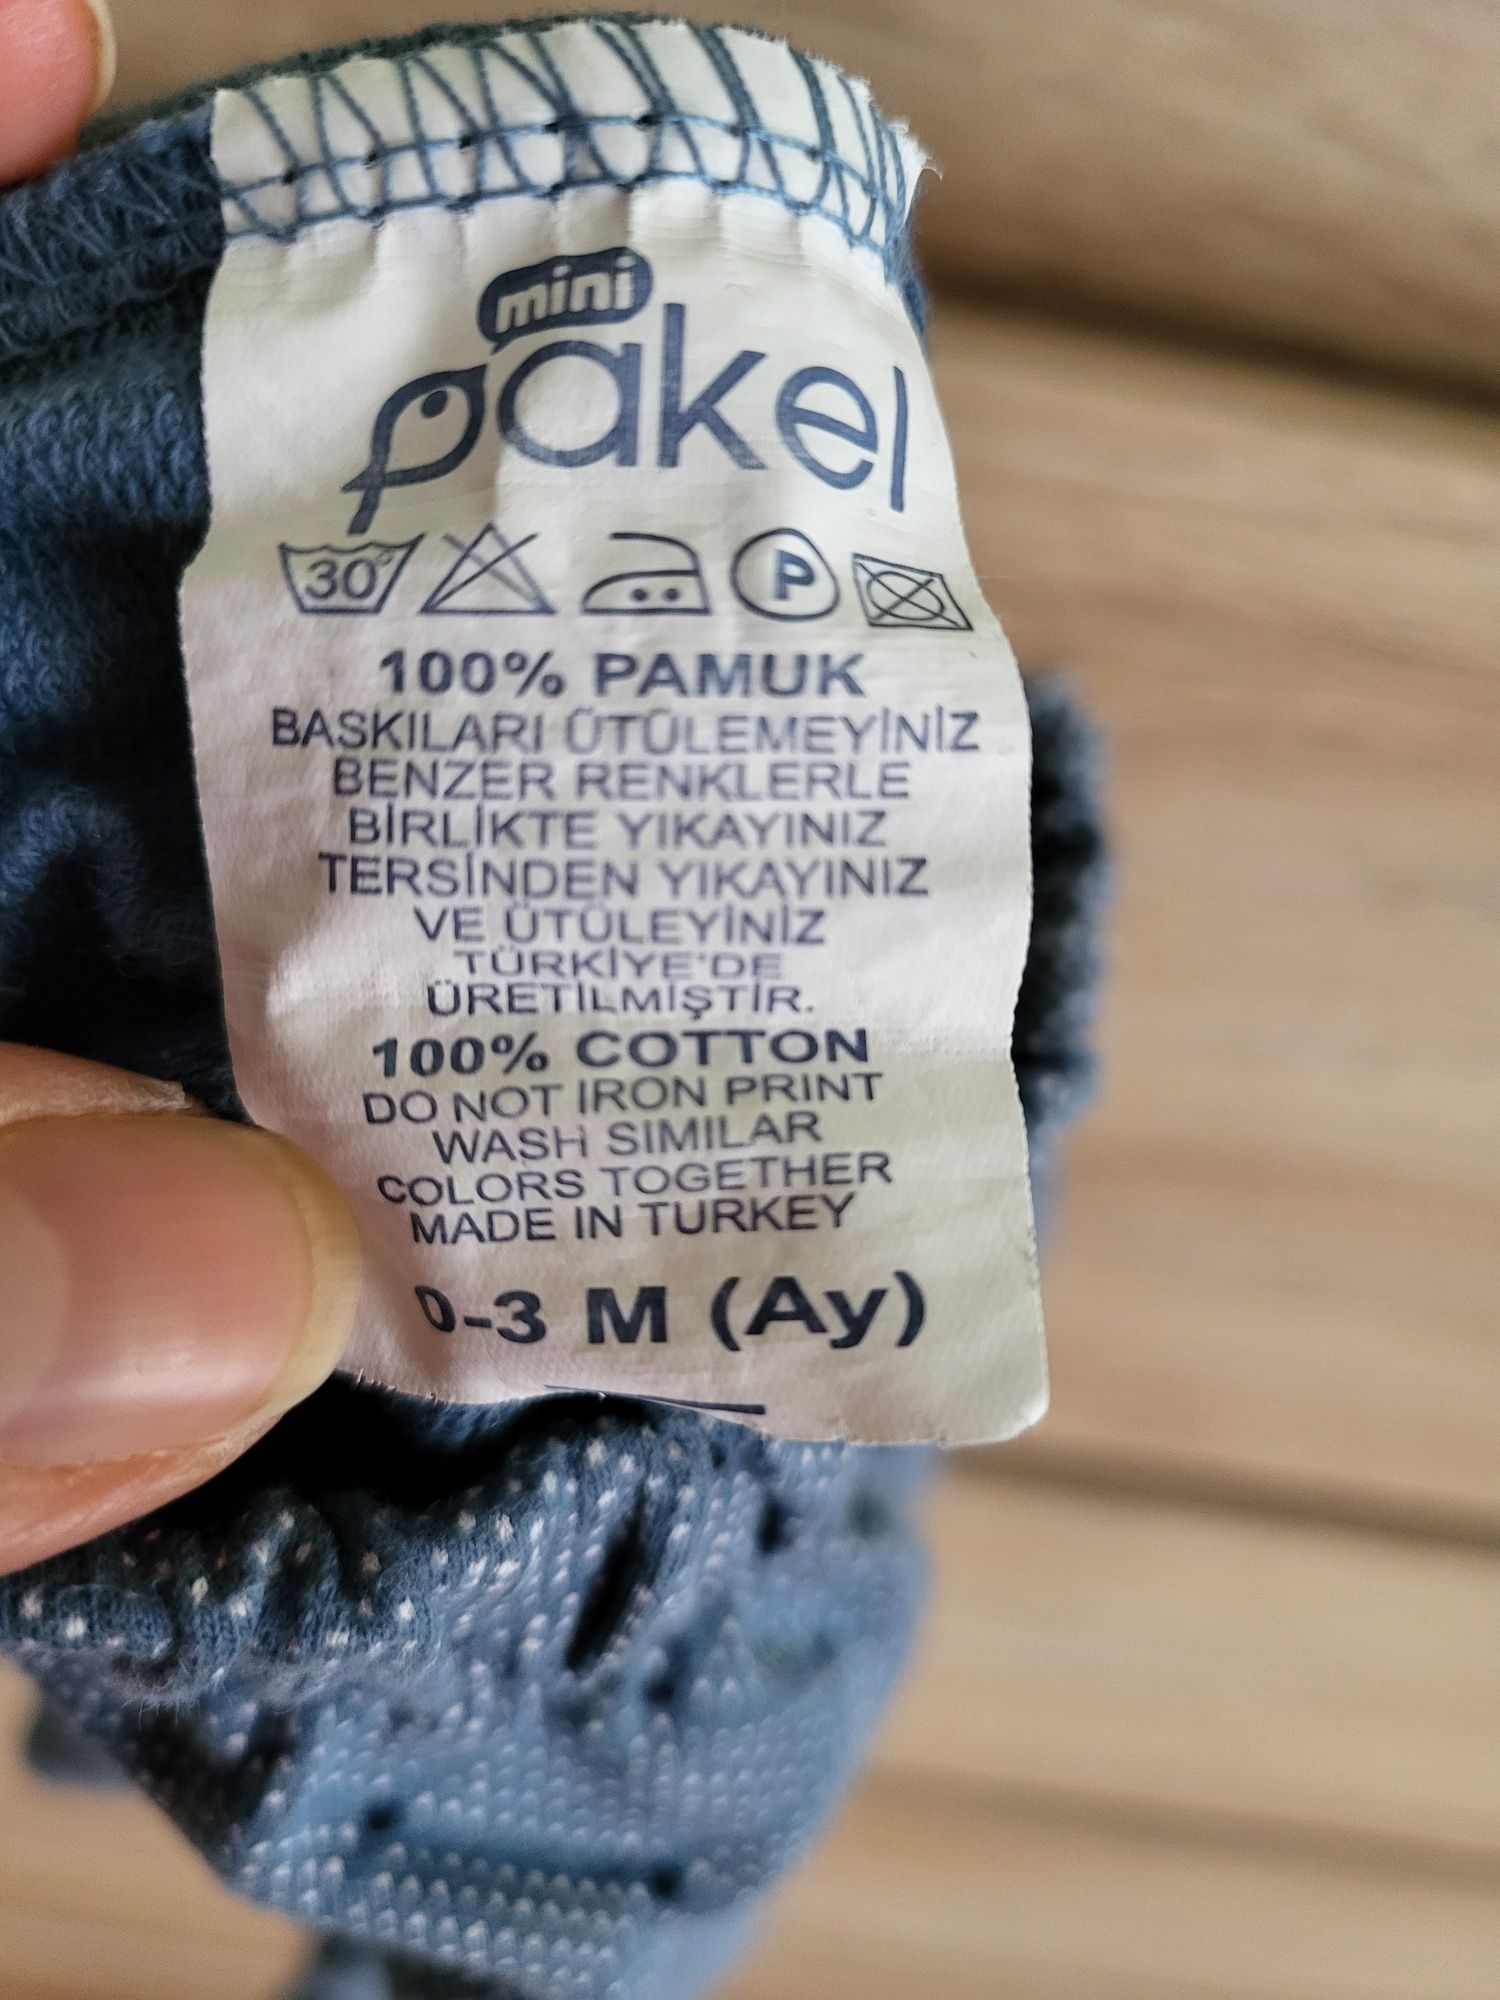 mini
pakel
30°
P
100% PAMUK
BASKILARI ÜTÜLEMEYİNİZ
BENZER RENKLERLE
BİRLİKTE YIKAYINIZ
TERSİNDEN YIKAYINIZ
VE ÜTÜLEYİNİZ
TÜRKİYE'DE
ÜRETİLMİŞTİR.
100% COTTON
DO NOT IRON PRINT
WASH SIMILAR
COLORS TOGETHER
MADE IN TURKEY
0-3 M (Ay)